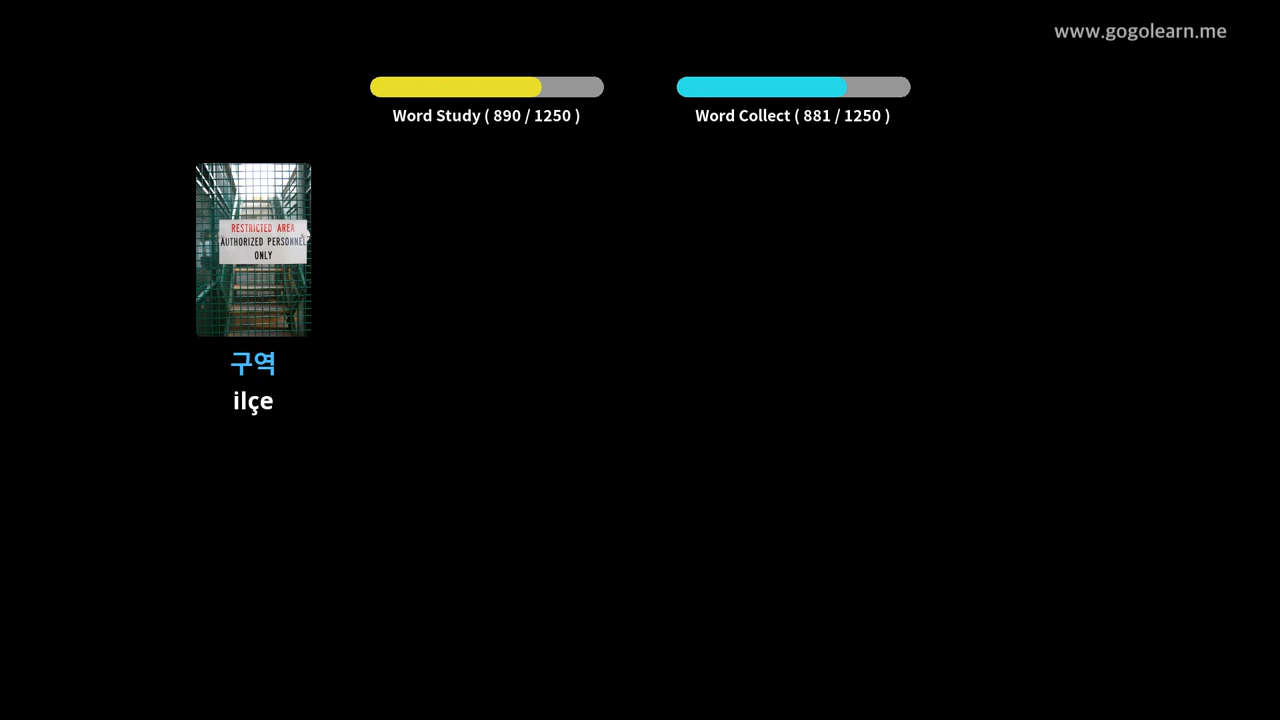 www.gogolearn.me
Word Study ( 890 / 1250 )
Word Collect ( 881 / 1250 )
RESTRICTED AREA
AUTHORIZED PERSONNEL
ONLY
구역
ilçe